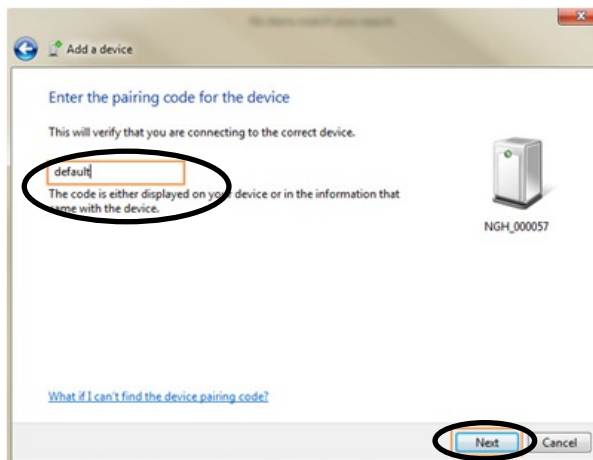 Add a device
Enter the pairing code for the device
This will verify that you are connecting to the correct device.
default
The code is either displayed on your device or in the information that
came with the device.
NGH_000057
What if I can't find the device pairing code?
Next
Cancel